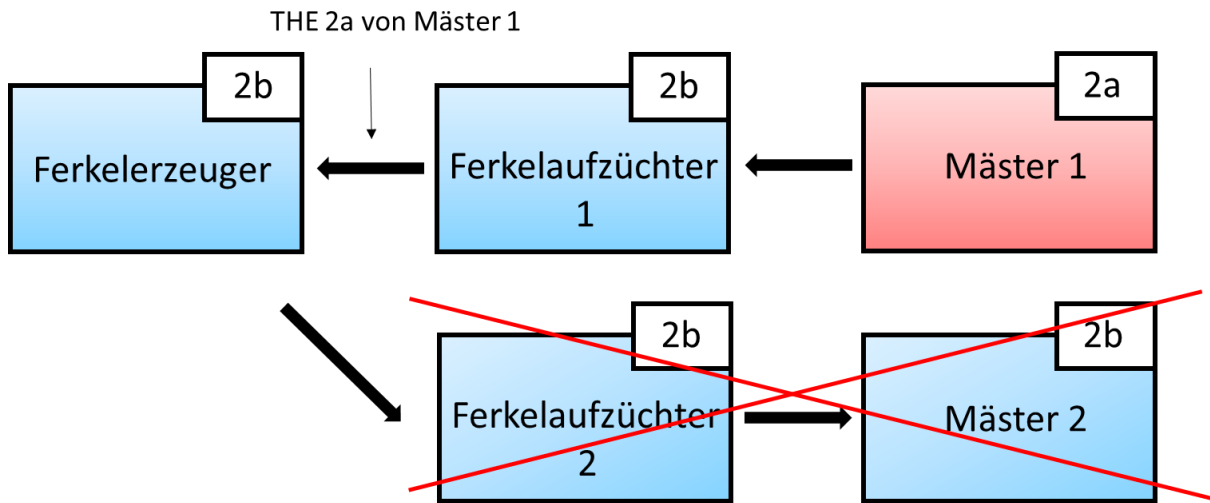 THE 2a von Mäster 1
2b
Ferkelerzeuger
2b
Ferkelaufzüchter
1
2a
Mäster 1
2b
Ferkelaufzüchter
2
2b
Mäster 2